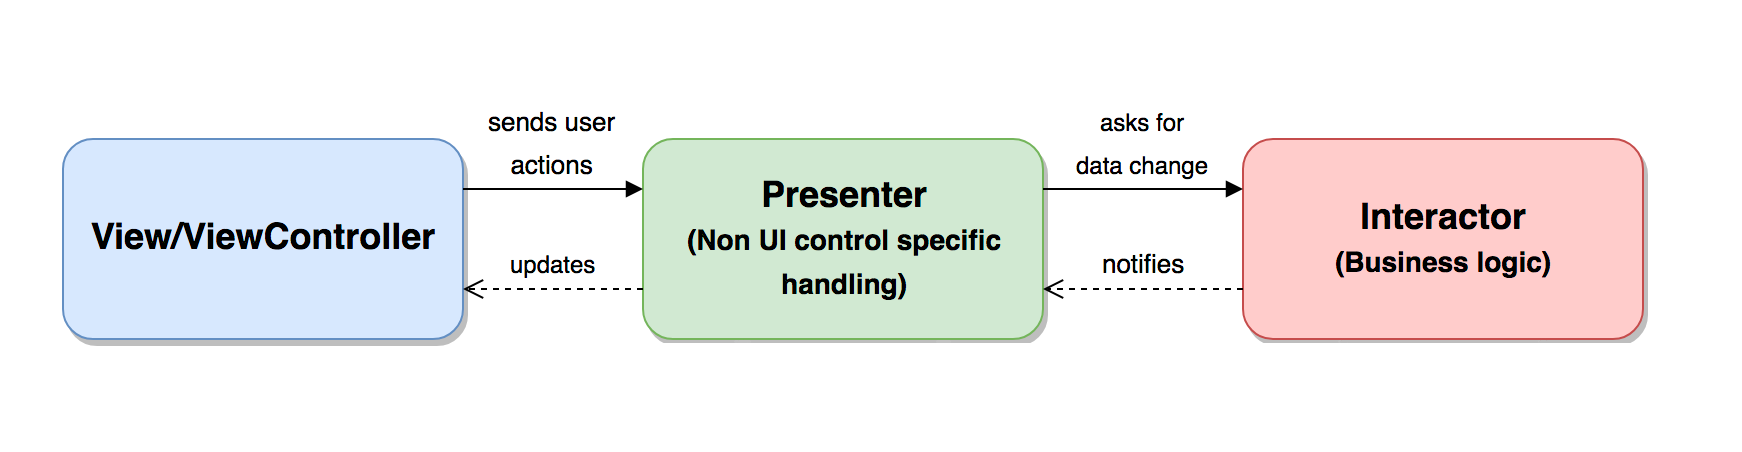 View/ViewController
sends user
actions
updates
Presenter
(Non UI control specific
handling)
asks for
data change
notifies
Interactor
(Business logic)